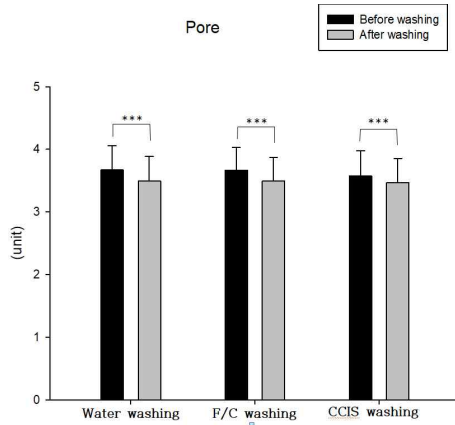 Pore
Before washing
After washing
5
4
3
2
1
0
(unit)
***
***
***
Water washing
F/C washing
CCIS washing